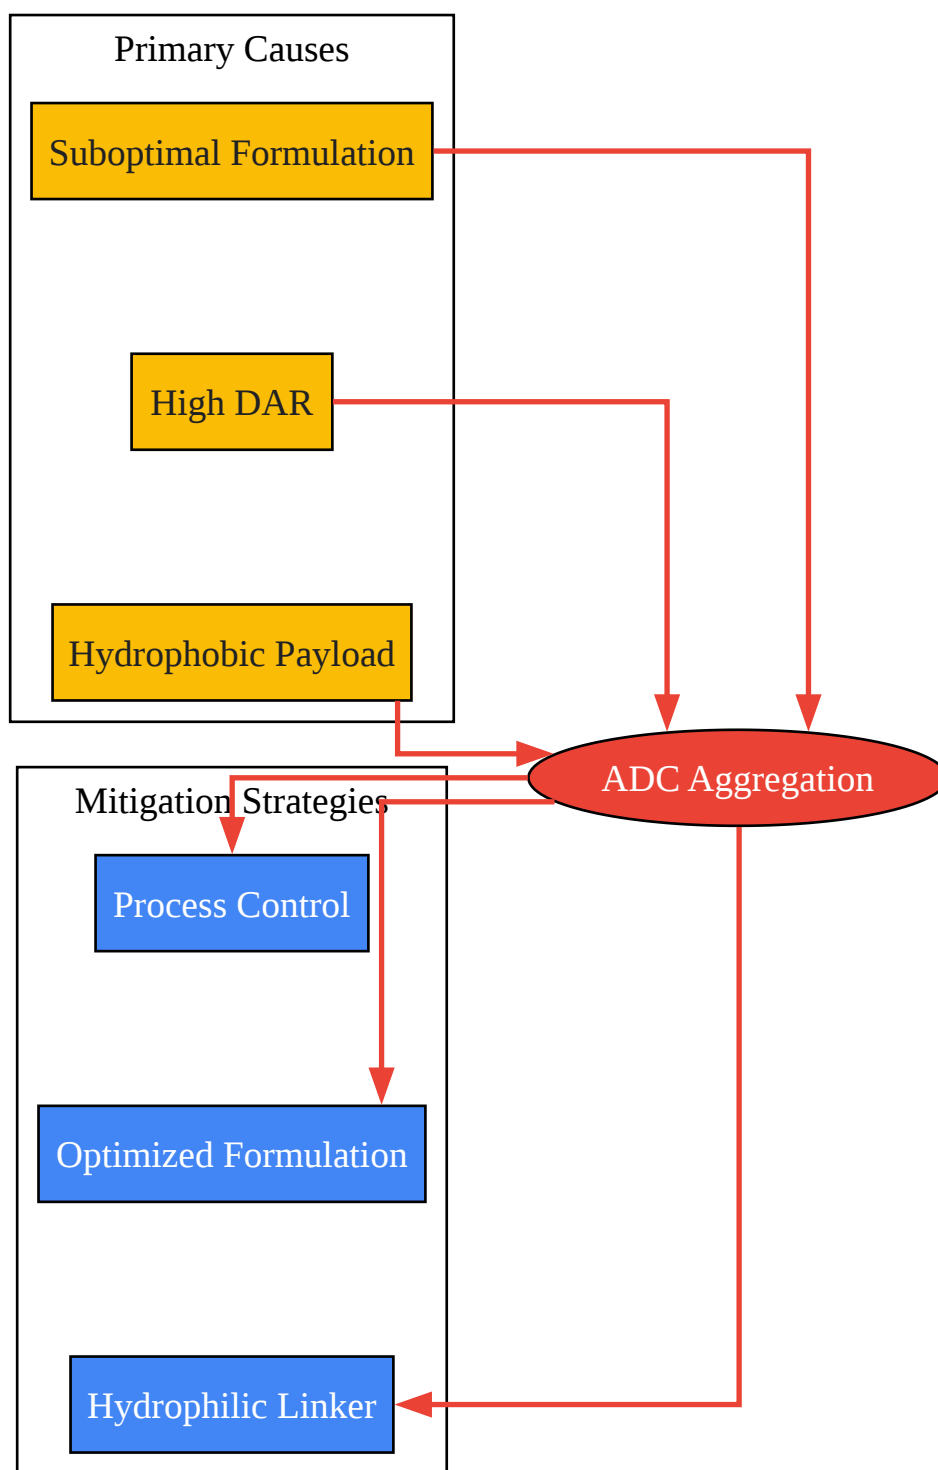 Primary Causes
Suboptimal Formulation
High DAR
Hydrophobic Payload
ADC Aggregation
Mitigation Strategies
Process Control
Optimized Formulation
Hydrophilic Linker